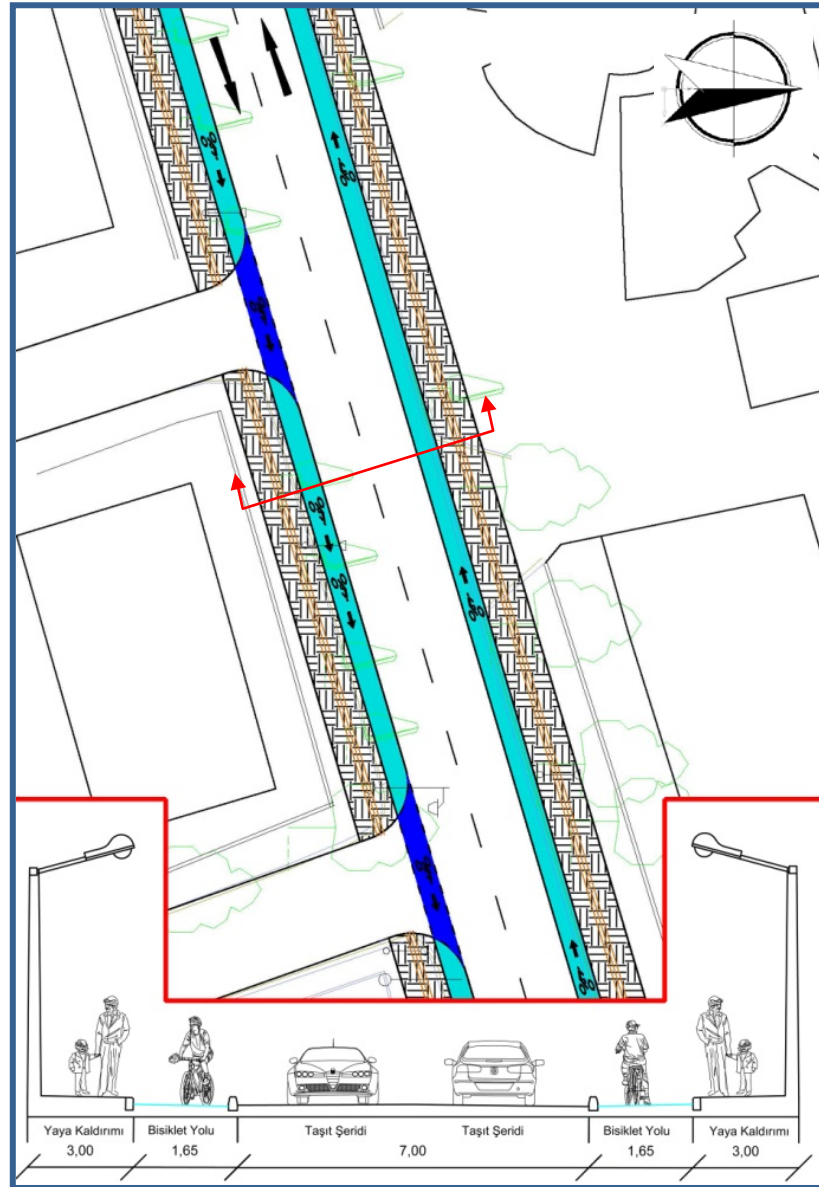 Yaya Kaldırımı Bisiklet Yolu Taşıt Şeridi Taşıt Şeridi Bisiklet Yolu Yaya Kaldırımı
3,00 1,65 7,00 1,65 3,00